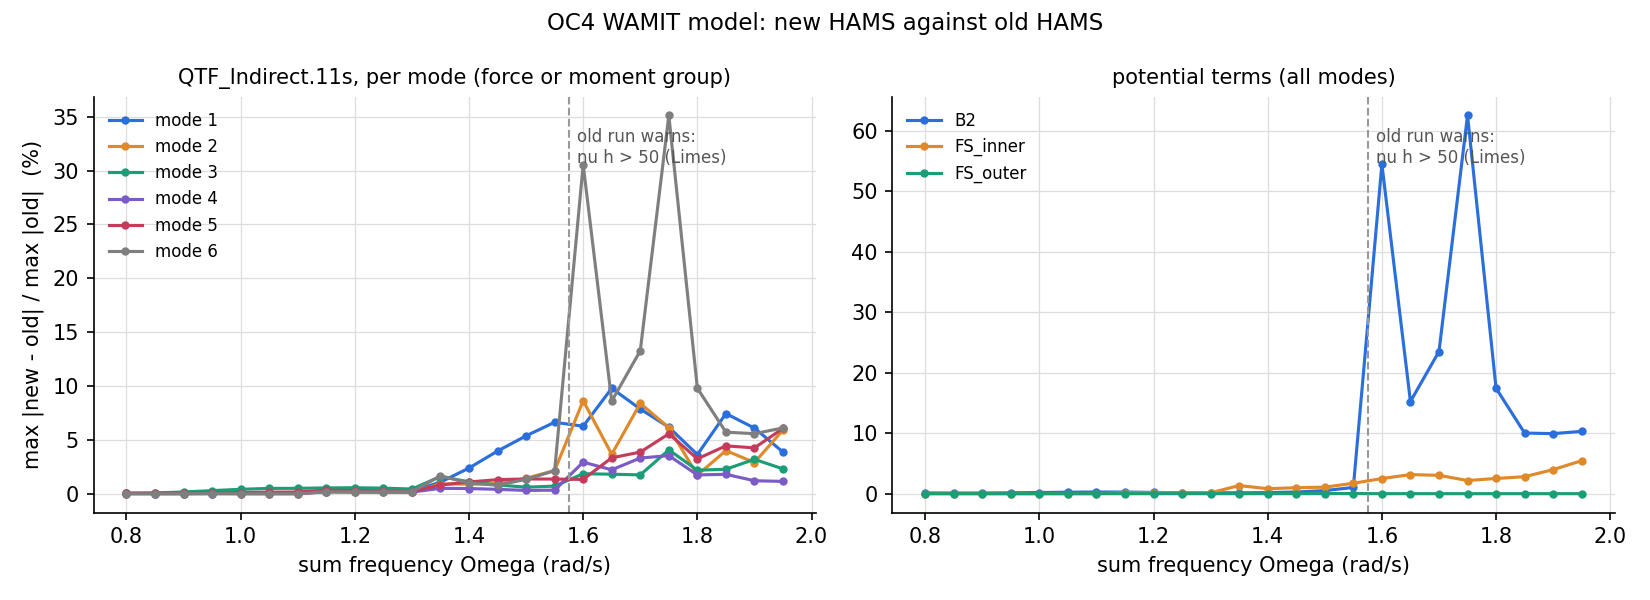 OC4 WAMIT model: new HAMS against old HAMS
QTF_Indirect.11s, per mode (force or moment group)
max |new - old| / max |old|  (%)
35
30
25
20
15
10
5
0
mode 1
mode 2
mode 3
mode 4
mode 5
mode 6
old run warns:
nu h > 50 (Limes)
0.8 1.0 1.2 1.4 1.6 1.8 2.0
sum frequency Omega (rad/s)
potential terms (all modes)
60
50
40
30
20
10
0
B2
FS_inner
FS_outer
old run warns:
nu h > 50 (Limes)
0.8 1.0 1.2 1.4 1.6 1.8 2.0
sum frequency Omega (rad/s)